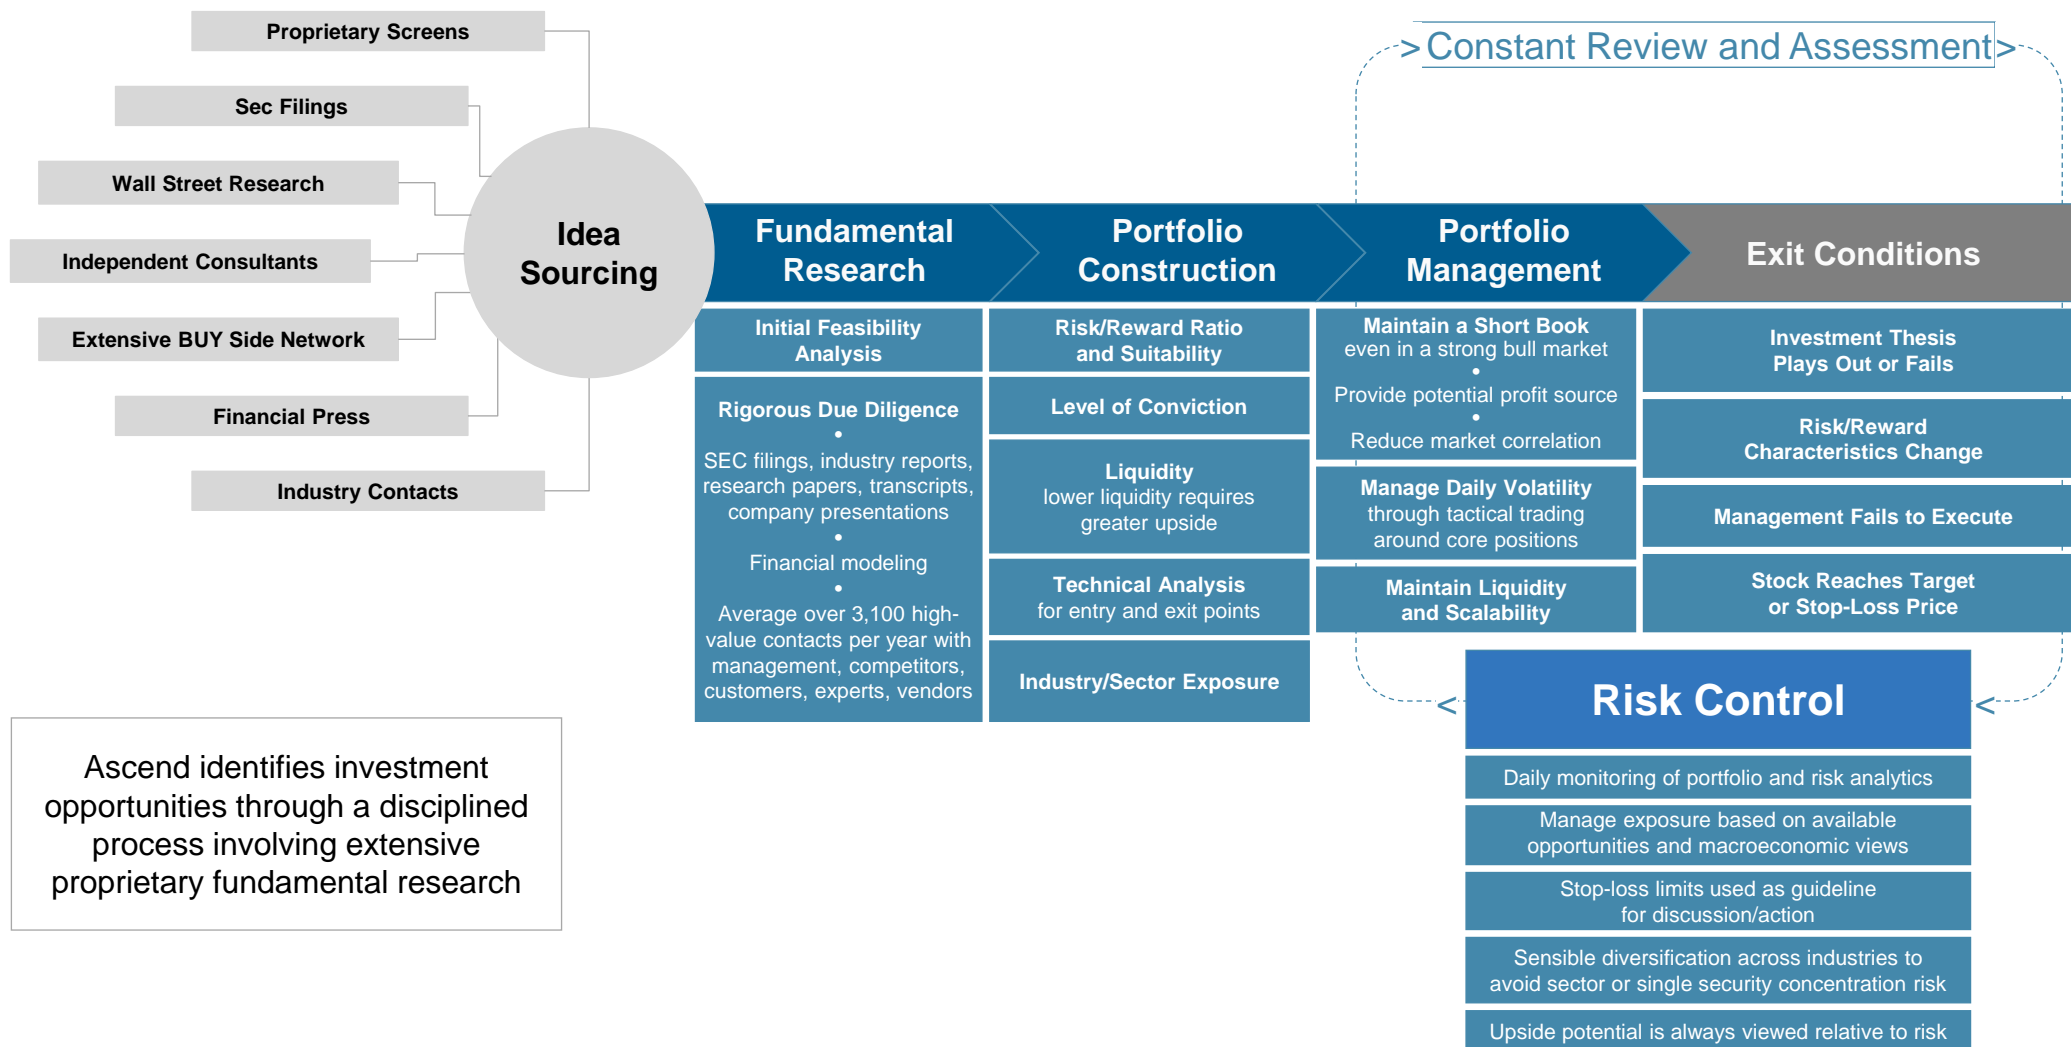 Proprietary Screens
Sec Filings
Wall Street Research
Independent Consultants
Extensive BUY Side Network
Financial Press
Industry Contacts
Idea
Sourcing
> Constant Review and Assessment >
Fundamental
Research
Initial Feasibility
Analysis
Rigorous Due Diligence
•
SEC filings, industry reports,
research papers, transcripts,
company presentations
•
Financial modeling
•
Average over 3,100 high-
value contacts per year with
management, competitors,
customers, experts, vendors
Portfolio
Construction
Risk/Reward Ratio
and Suitability
Level of Conviction
Liquidity
lower liquidity requires
greater upside
Technical Analysis
for entry and exit points
Industry/Sector Exposure
Portfolio
Management
Maintain a Short Book
even in a strong bull market
•
Provide potential profit source
•
Reduce market correlation
Manage Daily Volatility
through tactical trading
around core positions
Maintain Liquidity
and Scalability
Exit Conditions
Investment Thesis
Plays Out or Fails
Risk/Reward
Characteristics Change
Management Fails to Execute
Stock Reaches Target
or Stop-Loss Price
< Risk Control <
Daily monitoring of portfolio and risk analytics
Manage exposure based on available
opportunities and macroeconomic views
Stop-loss limits used as guideline
for discussion/action
Sensible diversification across industries to
avoid sector or single security concentration risk
Upside potential is always viewed relative to risk
Ascend identifies investment
opportunities through a disciplined
process involving extensive
proprietary fundamental research